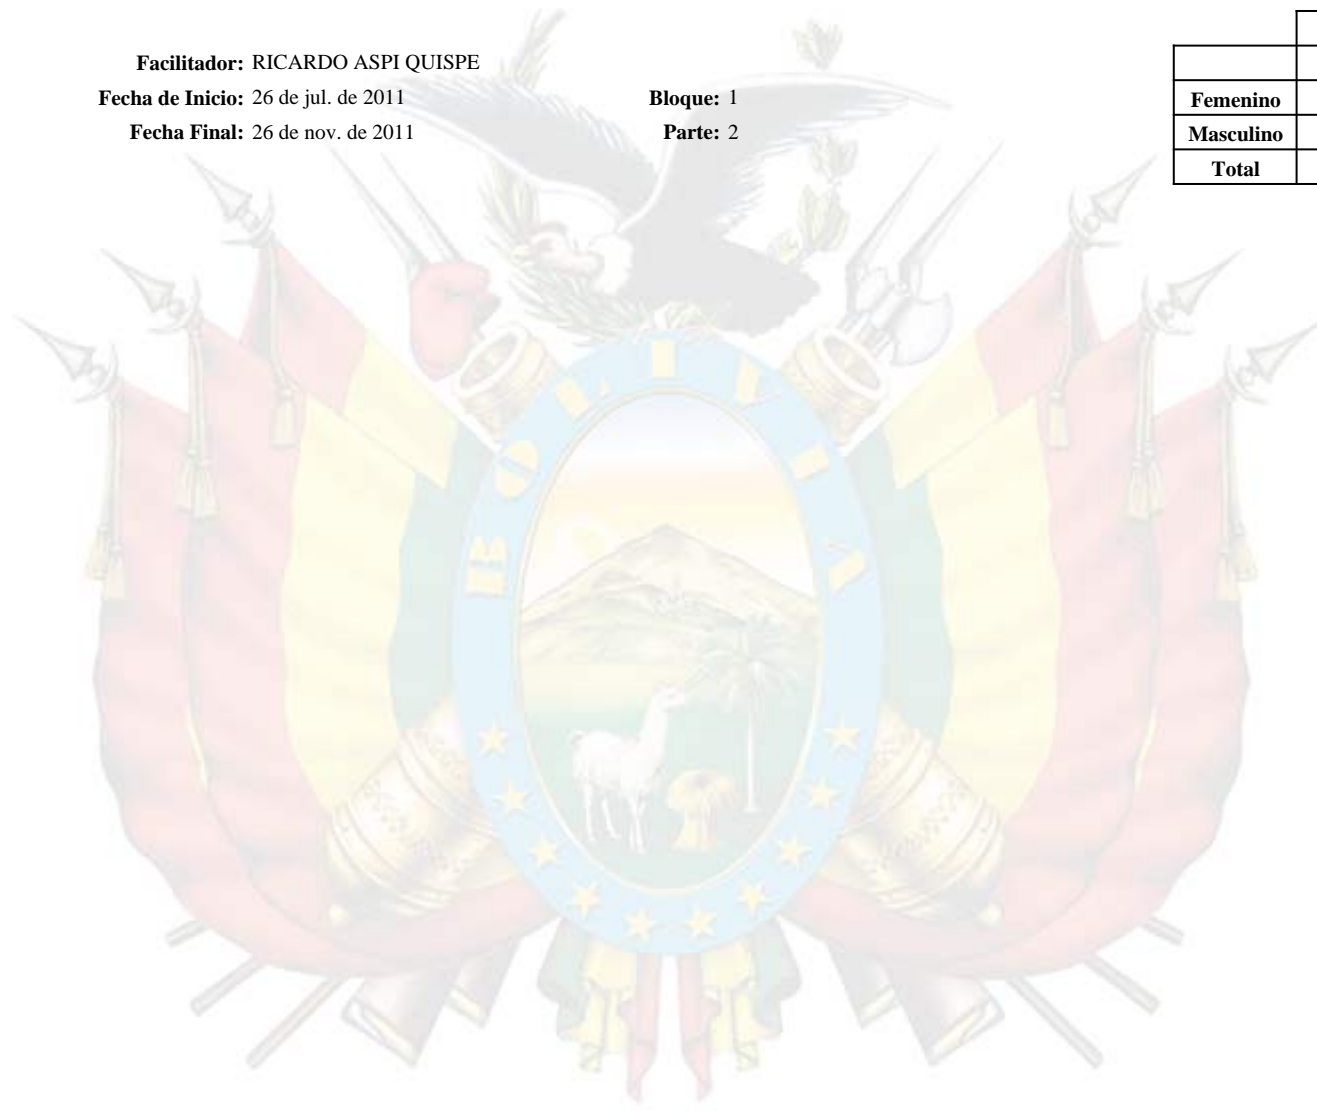 Facilitador: RICARDO ASPI QUISPE
Fecha de Inicio: 26 de jul. de 2011 Bloque: 1
Fecha Final: 26 de nov. de 2011 Parte: 2
Femenino
Masculino
Total
BOLIVIA